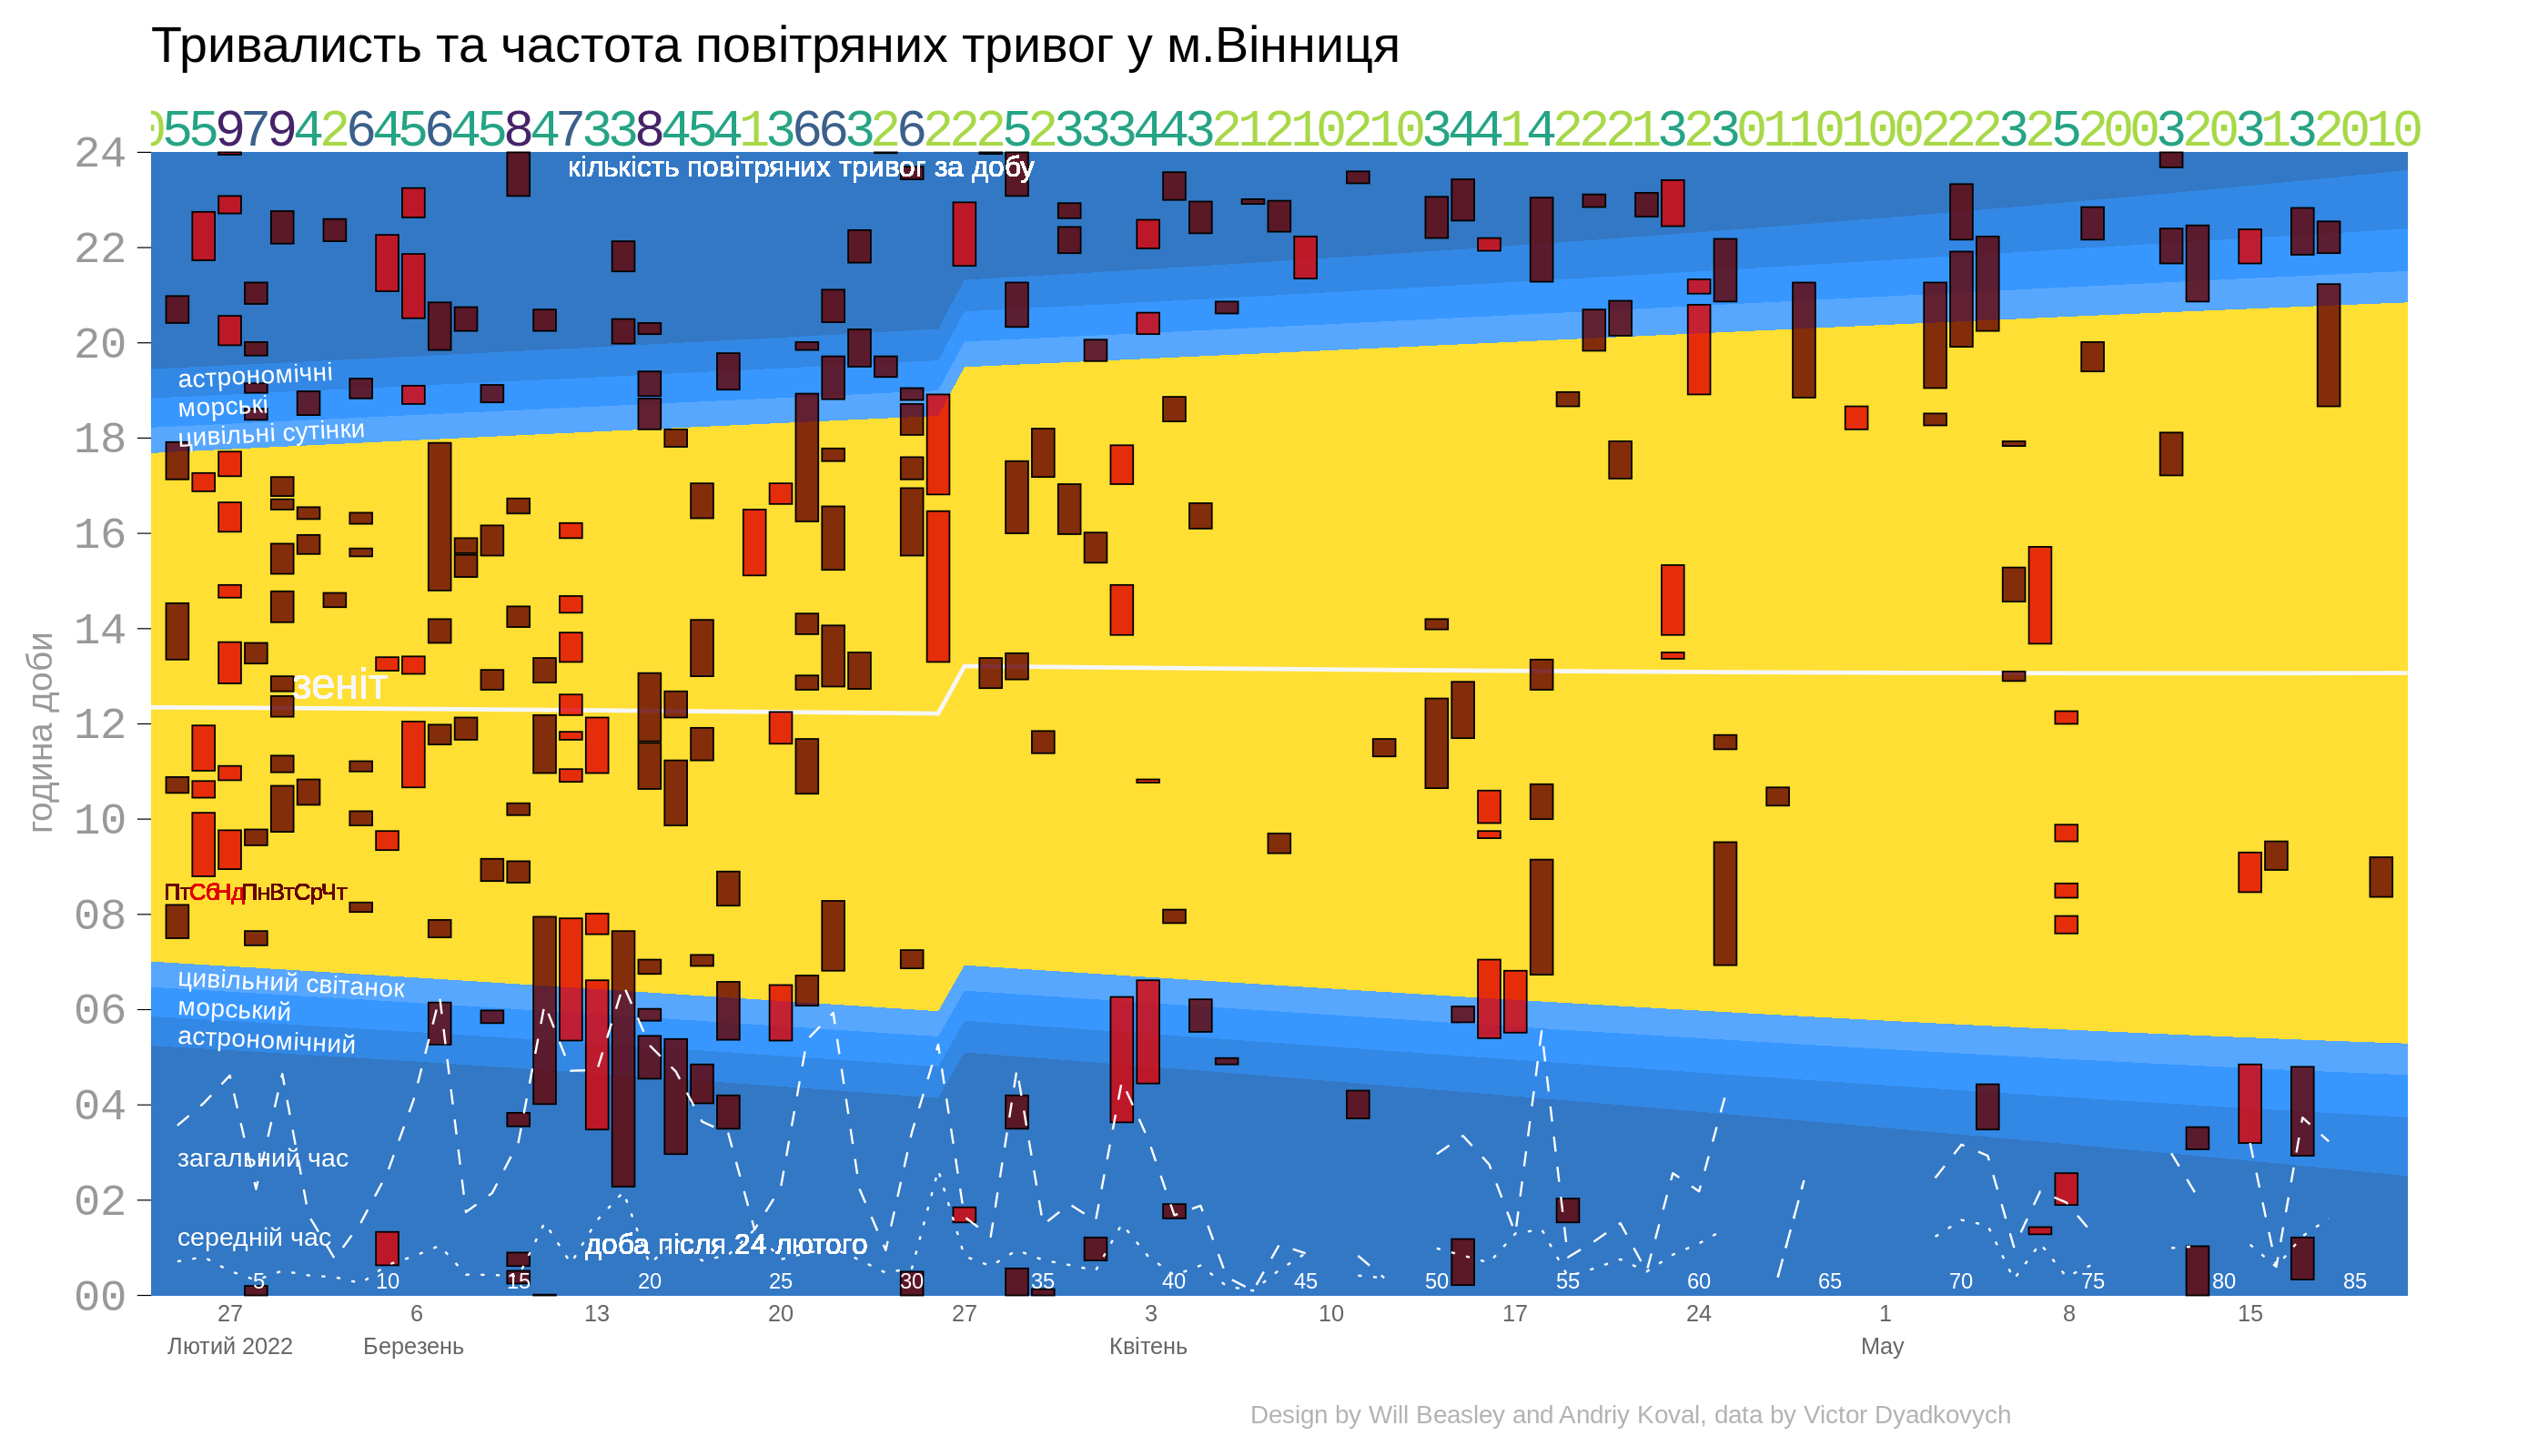 Тривалисть та частота повітряних тривог у м.Вінниця
055979426456458473384541366326222523334432121021034414222132301101002223252003203132010
24
кількість повітряних тривог за добу
22
20
астрономічні
морські
цивільні сутінки
18
16
14
година доби
зеніт
12
10
ПтСбНдПнВтСрЧт
08
цивільний світанок
06
морський
астрономічний
04
загальний час
02
середній час
доба після 24 лютого
5 10 15 20 25 30 35 40 45 50 55 60 65 70 75 80 85
00
27 6 13 20 27 3 10 17 24 1 8 15
Лютий 2022 Березень Квітень May
Design by Will Beasley and Andriy Koval, data by Victor Dyadkovych